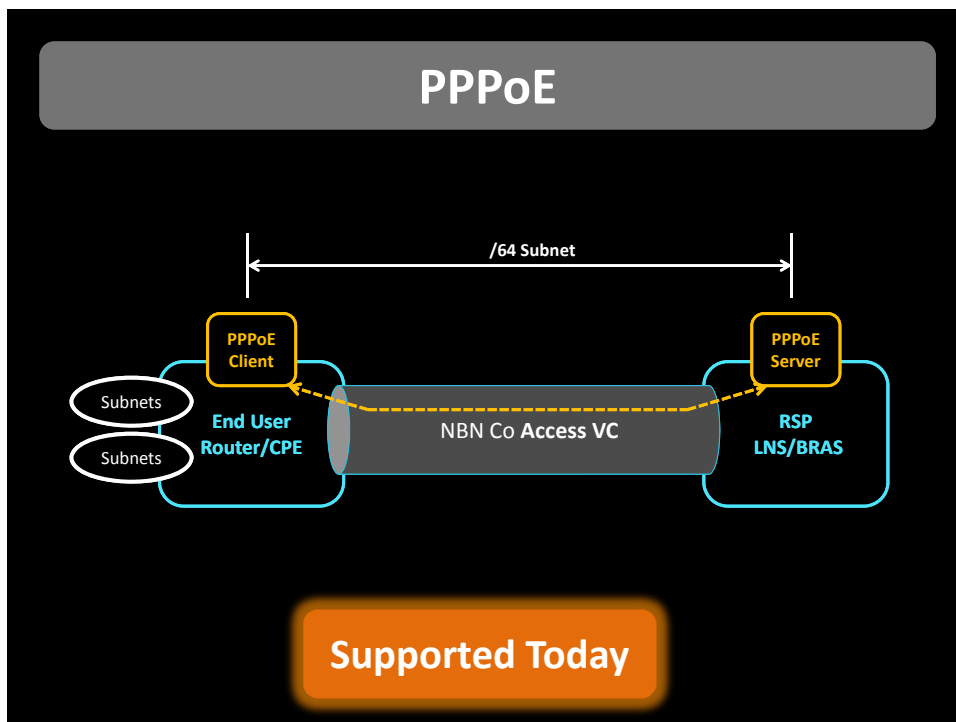 PPPoE
/64 Subnet
PPPoE
Client
PPPoE
Server
Subnets
Subnets
End User
Router/CPE
NBN Co Access VC
RSP
LNS/BRAS
Supported Today